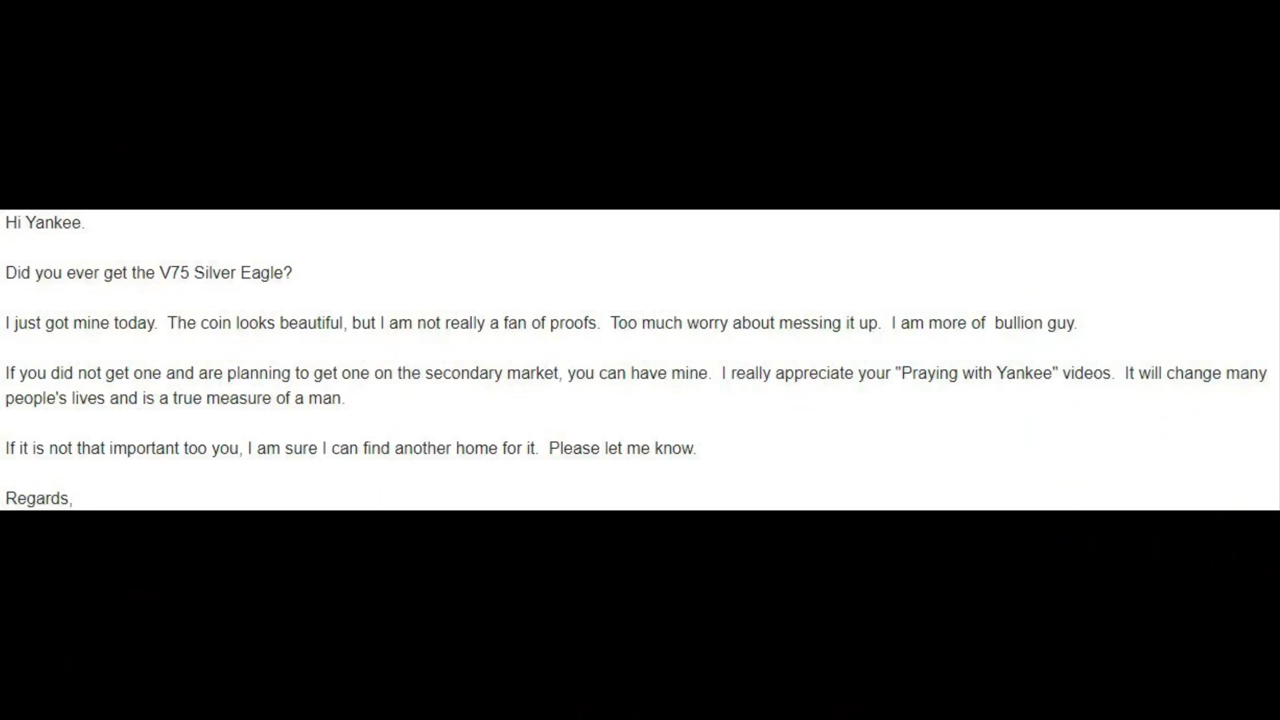 Hi Yankee.
Did you ever get the V75 Silver Eagle?
I just got mine today.  The coin looks beautiful, but I am not really a fan of proofs.  Too much worry about messing it up.  I am more of  bullion guy.
If you did not get one and are planning to get one on the secondary market, you can have mine.  I really appreciate your "Praying with Yankee" videos.  It will change many
people's lives and is a true measure of a man.
If it is not that important too you, I am sure I can find another home for it.  Please let me know.
Regards,